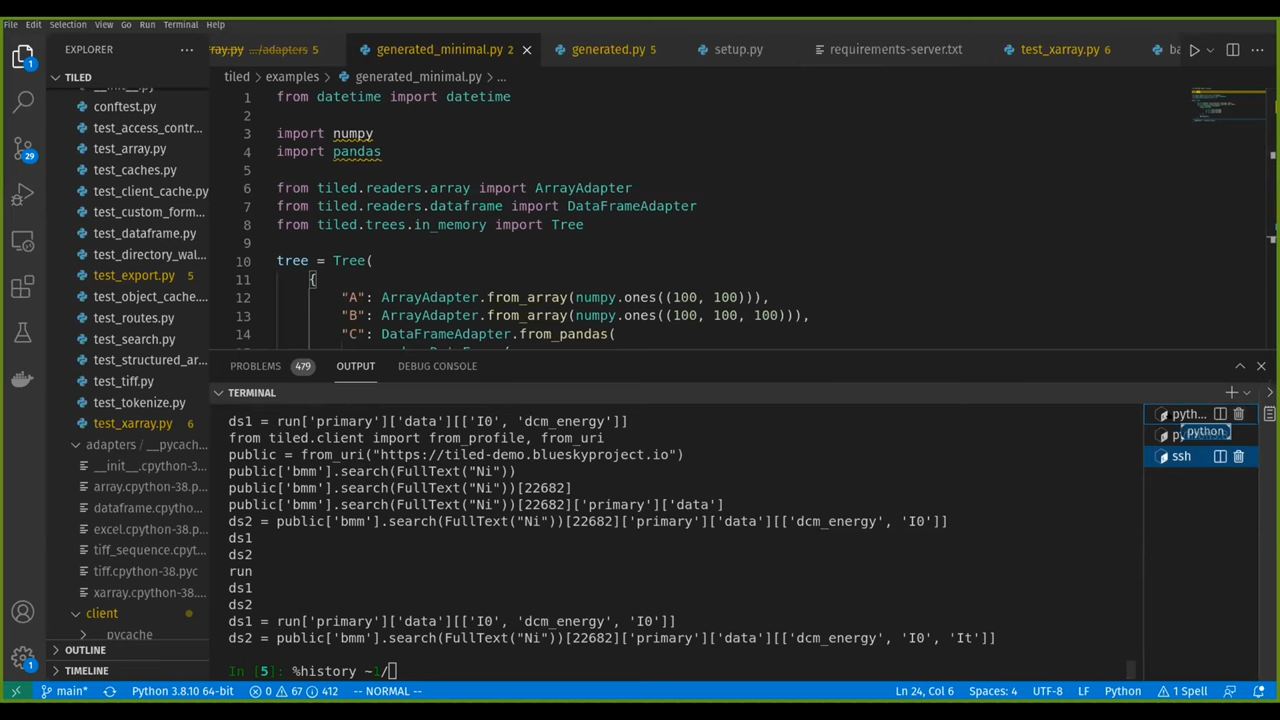 File Edit Selection View Go Run Terminal Help
EXPLORER ···
ray.py .../adapters 5
generated_minimal.py 2
generated.py 5
setup.py
requirements-server.txt
test_xarray.py 6
ba
1
TILED
tiled > examples > generated_minimal.py > ...
__init__.py
conftest.py
test_access_contr...
test_array.py
test_caches.py
test_client_cache.py
test_custom_form...
test_dataframe.py
test_directory_wal...
test_export.py 5
test_object_cache....
test_routes.py
test_search.py
test_structured_ar...
test_tiff.py
test_tokenize.py
test_xarray.py 6
adapters / __pycac...
__init__.cpython-38...
array.cpython-38.pyc
dataframe.cpytho...
excel.cpython-38.p...
tiff_sequence.cpyt...
tiff.cpython-38.pyc
xarray.cpython-38....
client
pycache
OUTLINE
TIMELINE
29
1
1 from datetime import datetime
2
3 import numpy
4 import pandas
5
6 from tiled.readers.array import ArrayAdapter
7 from tiled.readers.dataframe import DataFrameAdapter
8 from tiled.trees.in_memory import Tree
9
10 tree = Tree(
11 {
12 "A": ArrayAdapter.from_array(numpy.ones((100, 100))),
13 "B": ArrayAdapter.from_array(numpy.ones((100, 100, 100))),
14 "C": DataFrameAdapter.from_pandas(
PROBLEMS 479 OUTPUT DEBUG CONSOLE
TERMINAL
ds1 = run['primary']['data'][['I0', 'dcm_energy']]
from tiled.client import from_profile, from_uri
public = from_uri("https://tiled-demo.blueskyproject.io")
public['bmm'].search(FullText("Ni"))
public['bmm'].search(FullText("Ni"))[22682]
public['bmm'].search(FullText("Ni"))[22682]['primary']['data']
ds2 = public['bmm'].search(FullText("Ni"))[22682]['primary']['data'][['dcm_energy', 'I0']]
ds1
ds2
run
ds1
ds2
ds1 = run['primary']['data'][['I0', 'dcm_energy', 'I0']]
ds2 = public['bmm'].search(FullText("Ni"))[22682]['primary']['data'][['dcm_energy', 'I0', 'It']]
In [5]: %history ~1/
pyth...
python
ssh
main* Python 3.8.10 64-bit 0 67 412 -- NORMAL -- Ln 24, Col 6 Spaces: 4 UTF-8 LF Python 1 Spell